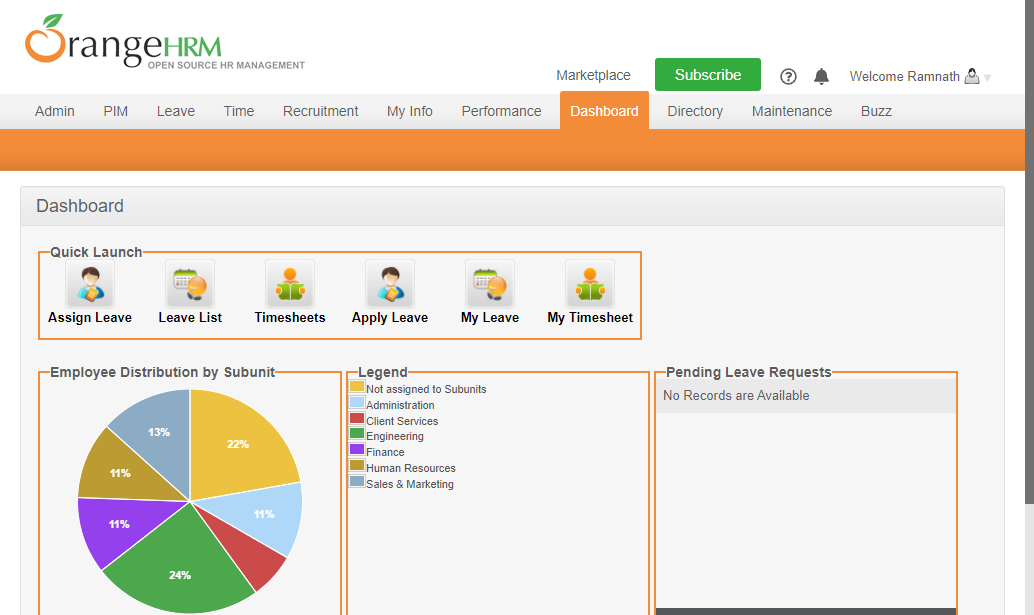 OrangeHRM
OPEN SOURCE HR MANAGEMENT
Marketplace Subscribe ? Welcome Ramnath
Admin PIM Leave Time Recruitment My Info Performance Dashboard Directory Maintenance Buzz
Dashboard
Quick Launch
Assign Leave Leave List Timesheets Apply Leave My Leave My Timesheet
Employee Distribution by Subunit
22%
11%
24%
11%
11%
13%
Legend
Not assigned to Subunits
Administration
Client Services
Engineering
Finance
Human Resources
Sales & Marketing
Pending Leave Requests
No Records are Available